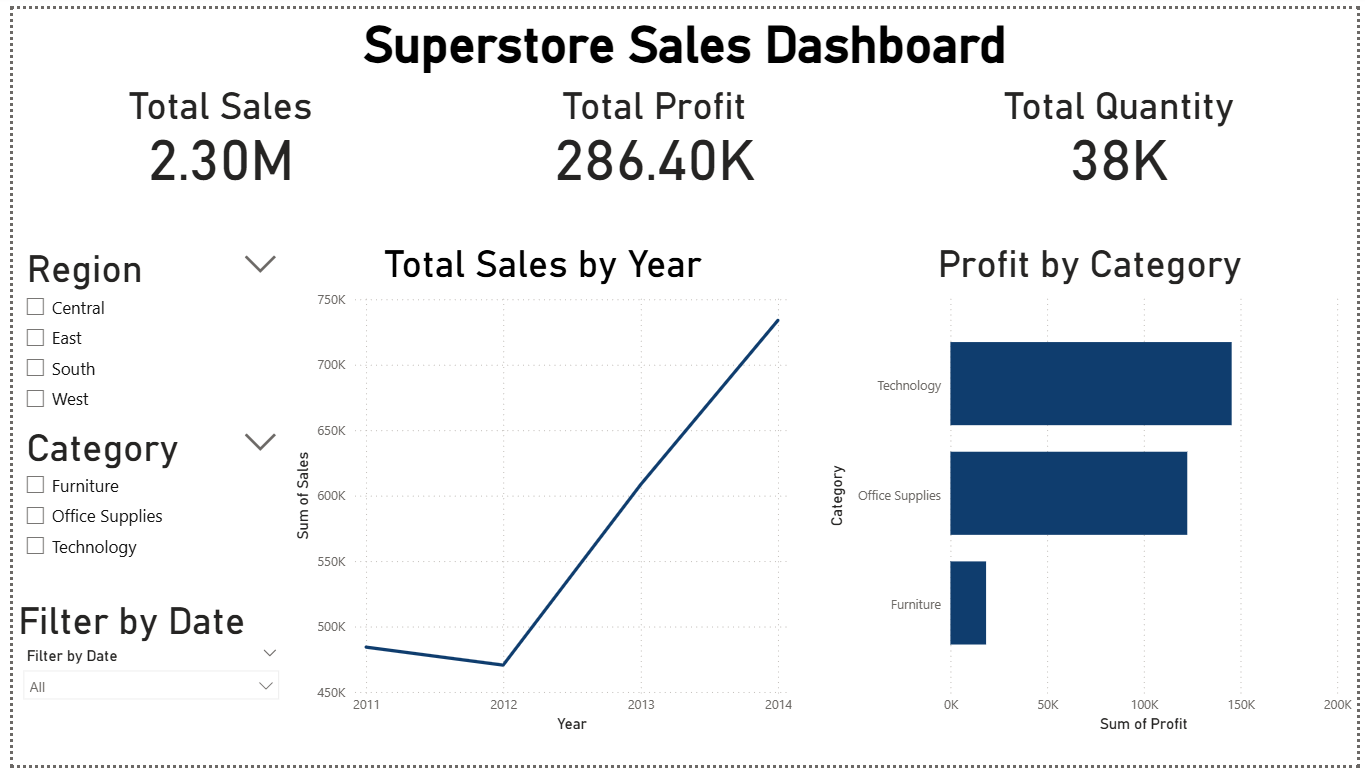 Superstore Sales Dashboard
Total Sales
2.30M
Total Profit
286.40K
Total Quantity
38K
Region
Central
East
South
West
Category
Furniture
Office Supplies
Technology
Filter by Date
Filter by Date
All
Total Sales by Year
Sum of Sales
750K
700K
650K
600K
550K
500K
450K
2011 2012 2013 2014
Year
Profit by Category
Category
Technology
Office Supplies
Furniture
0K 50K 100K 150K 200K
Sum of Profit